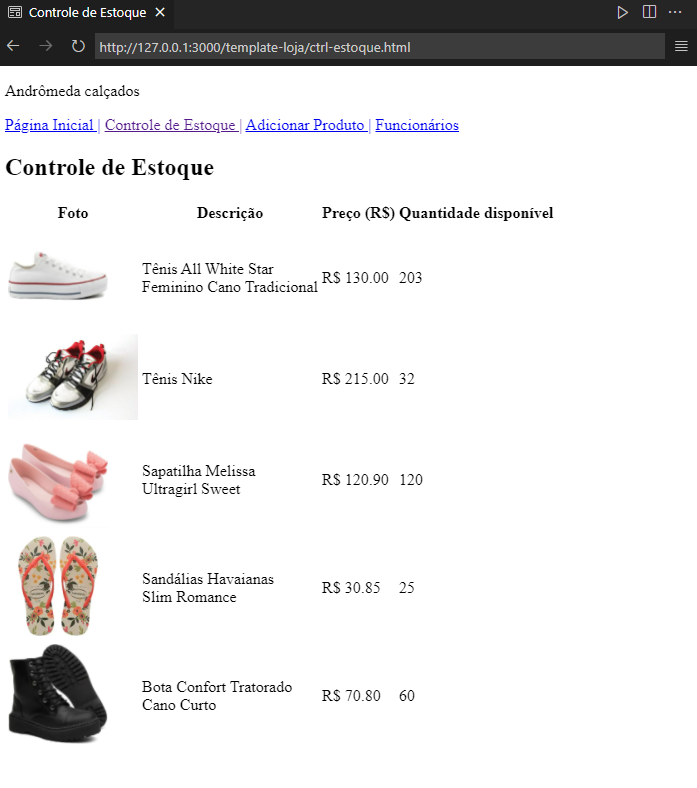 Controle de Estoque
http://127.0.0.1:3000/template-loja/ctrl-estoque.html
Andrômeda calçados
Página Inicial | Controle de Estoque | Adicionar Produto | Funcionários
Controle de Estoque
Foto Descrição Preço (R$) Quantidade disponível
Tênis All White Star
Feminino Cano Tradicional R$ 130.00 203
Tênis Nike R$ 215.00 32
Sapatilha Melissa
Ultragirl Sweet R$ 120.90 120
Sandálias Havaianas
Slim Romance R$ 30.85 25
Bota Confort Tratorado
Cano Curto R$ 70.80 60